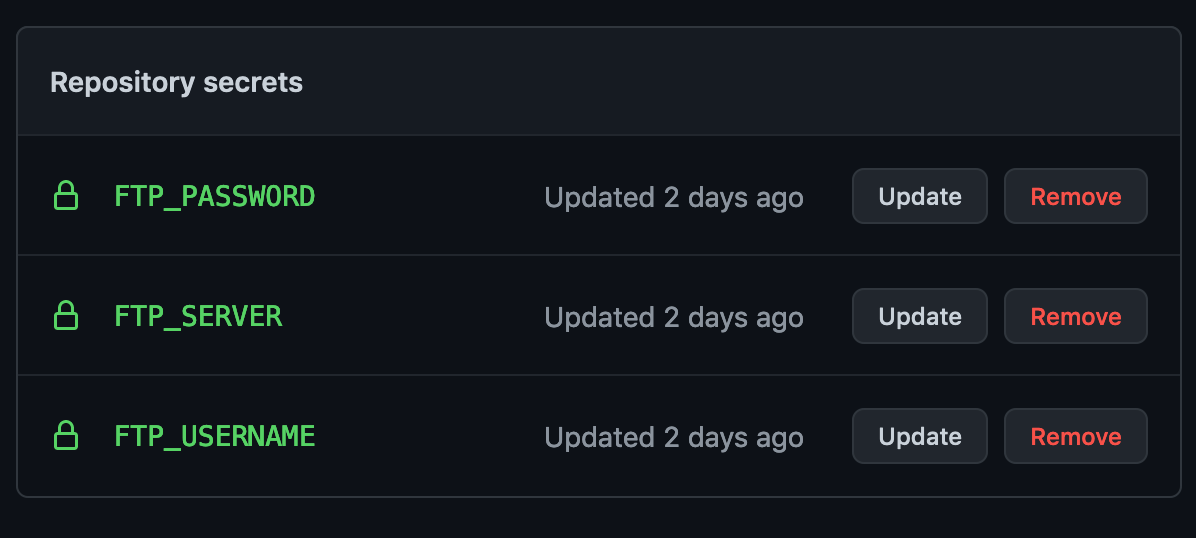 Repository secrets
FTP_PASSWORD Updated 2 days ago Update Remove
FTP_SERVER Updated 2 days ago Update Remove
FTP_USERNAME Updated 2 days ago Update Remove